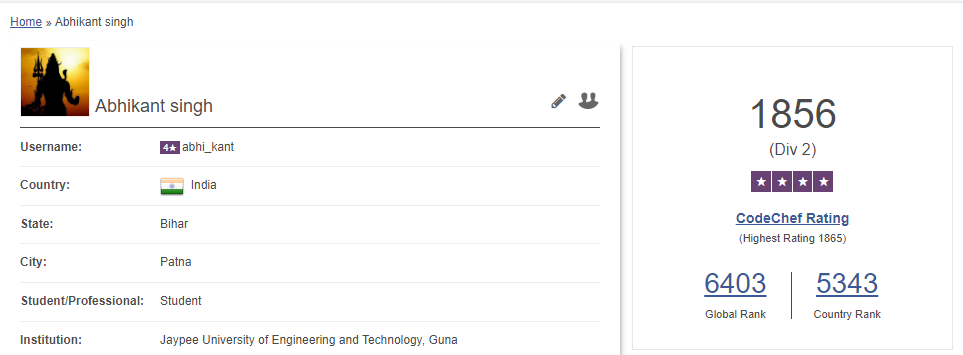 Home » Abhikant singh
Abhikant singh
Username: 4★ abhi_kant
Country: India
State: Bihar
City: Patna
Student/Professional: Student
Institution: Jaypee University of Engineering and Technology, Guna
1856
(Div 2)
★ ★ ★ ★
CodeChef Rating
(Highest Rating 1865)
6403 5343
Global Rank Country Rank